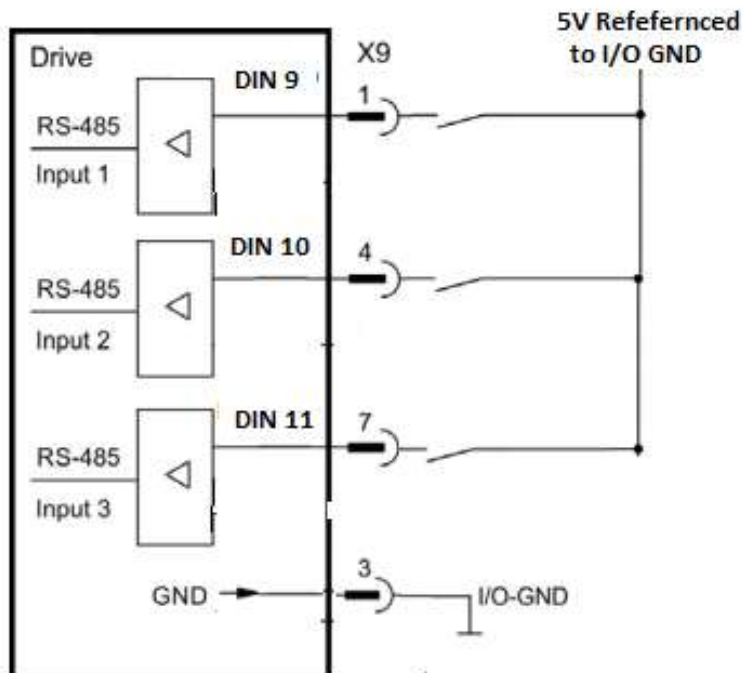 5V Refefernced
to I/O GND
Drive
X9
DIN 9
1
RS-485
Input 1
DIN 10
4
RS-485
Input 2
DIN 11
7
RS-485
Input 3
3
GND
I/O-GND